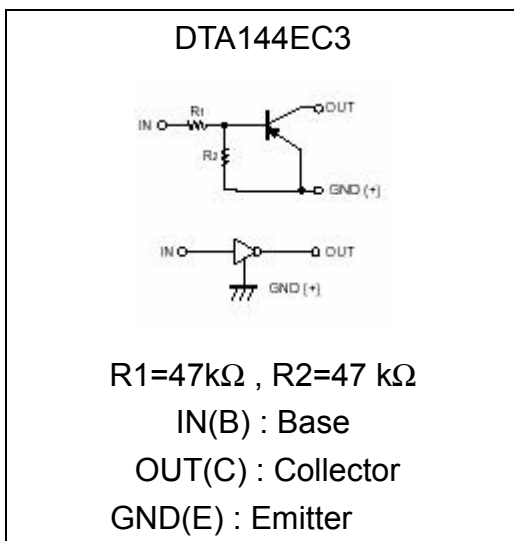 DTA144EC3
R1
OUT
IN
R2
GND (+)
IN
OUT
GND (+)
R1=47kΩ , R2=47 kΩ
IN(B) : Base
OUT(C) : Collector
GND(E) : Emitter